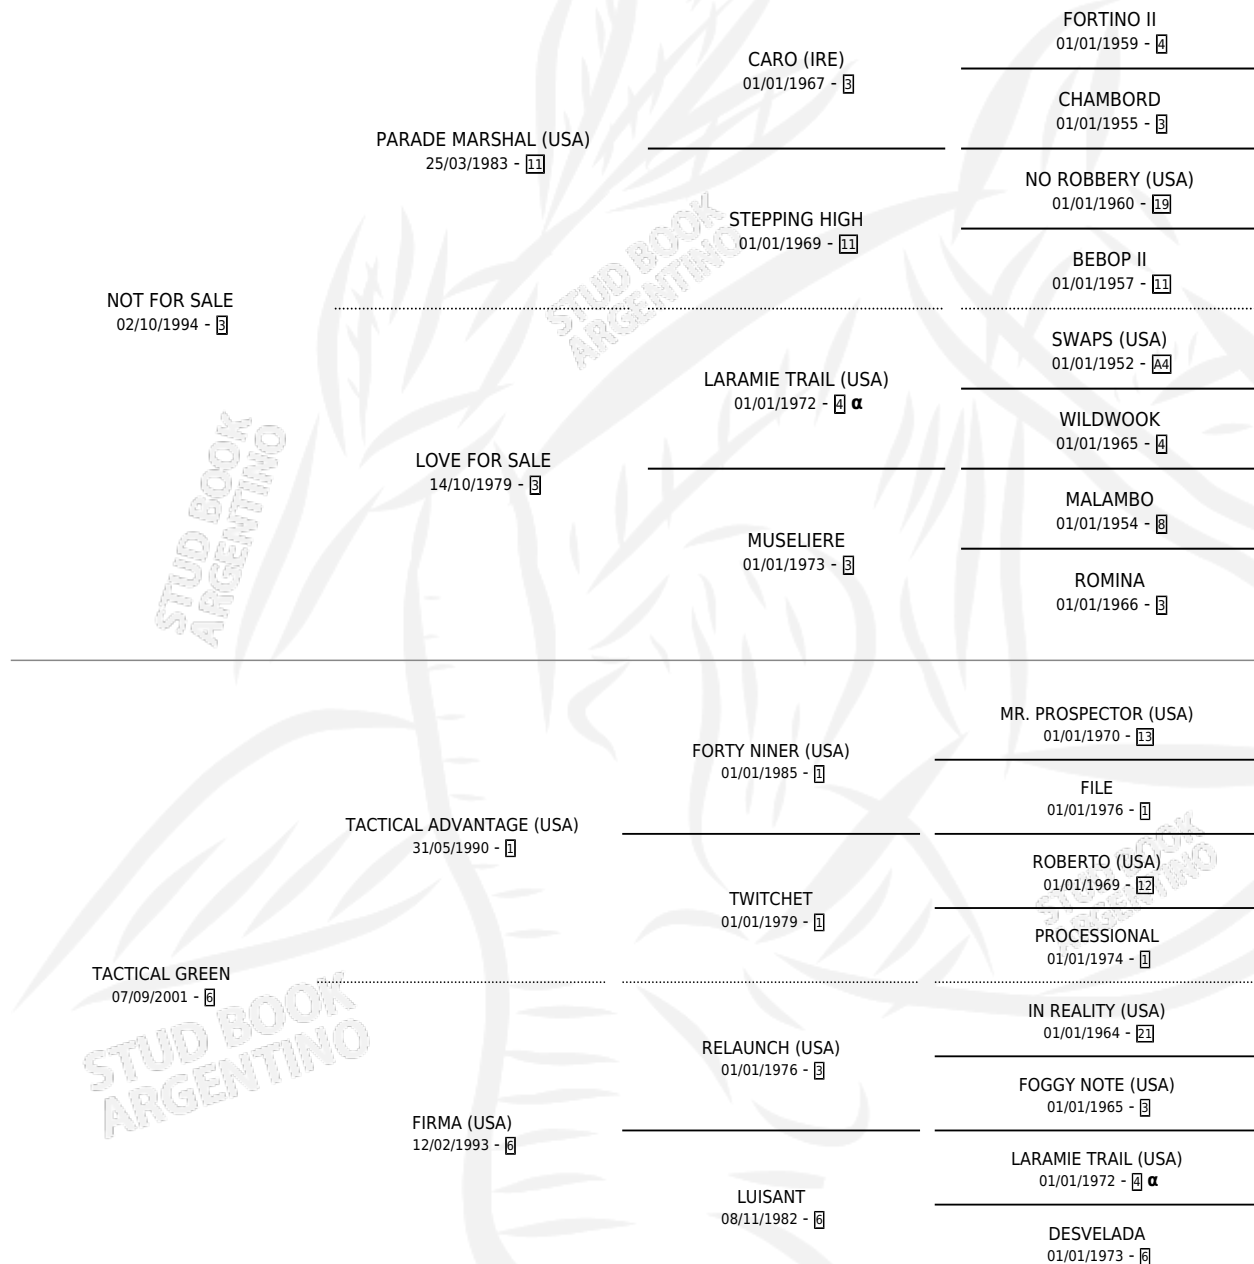 FORTINO II
01/01/1959 - 4
CARO (IRE)
01/01/1967 - 3
CHAMBORD
01/01/1955 - 3
PARADE MARSHAL (USA)
25/03/1983 - 11
NO ROBBERY (USA)
01/01/1960 - 19
STEPPING HIGH
01/01/1969 - 11
BEBOP II
01/01/1957 - 11
NOT FOR SALE
02/10/1994 - 3
SWAPS (USA)
01/01/1952 - A4
LARAMIE TRAIL (USA)
01/01/1972 - 4 α
WILDWOOK
01/01/1965 - 4
LOVE FOR SALE
14/10/1979 - 3
MALAMBO
01/01/1954 - 8
MUSELIERE
01/01/1973 - 3
ROMINA
01/01/1966 - 3
MR. PROSPECTOR (USA)
01/01/1970 - 13
FORTY NINER (USA)
01/01/1985 - 1
FILE
01/01/1976 - 1
TACTICAL ADVANTAGE (USA)
31/05/1990 - 1
ROBERTO (USA)
01/01/1969 - 12
TWITCHET
01/01/1979 - 1
PROCESSIONAL
01/01/1974 - 1
TACTICAL GREEN
07/09/2001 - 6
IN REALITY (USA)
01/01/1964 - 21
RELAUNCH (USA)
01/01/1976 - 3
FOGGY NOTE (USA)
01/01/1965 - 3
FIRMA (USA)
12/02/1993 - 6
LARAMIE TRAIL (USA)
01/01/1972 - 4 α
LUISANT
08/11/1982 - 6
DESVELADA
01/01/1973 - 6
STUD BOOK
ARGENTINO
STUD BOOK
ARGENTINO
STUD BOOK
ARGENTINO
STUD BOOK
ARGENTINO